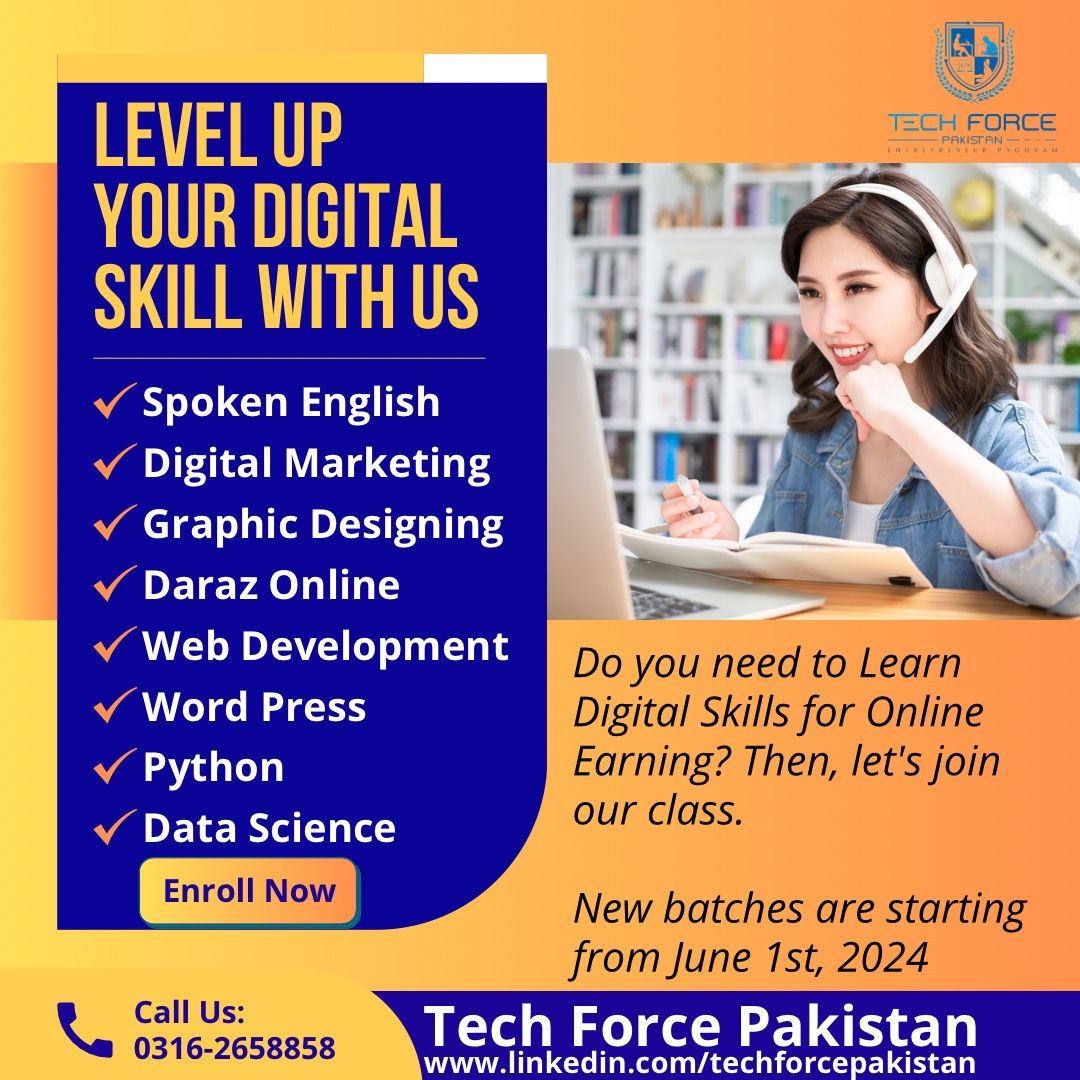 TECH FORCE
PAKISTAN
ENTREPRENEUR PYOGRAM
LEVEL UP
YOUR DIGITAL
SKILL WITH US
Spoken English
Digital Marketing
Graphic Designing
Daraz Online
Web Development
Word Press
Python
Data Science
Enroll Now
Do you need to Learn
Digital Skills for Online
Earning? Then, let's join
our class.
New batches are starting
from June 1st, 2024
Call Us:
0316-2658858
Tech Force Pakistan
www.linkedin.com/techforcepakistan